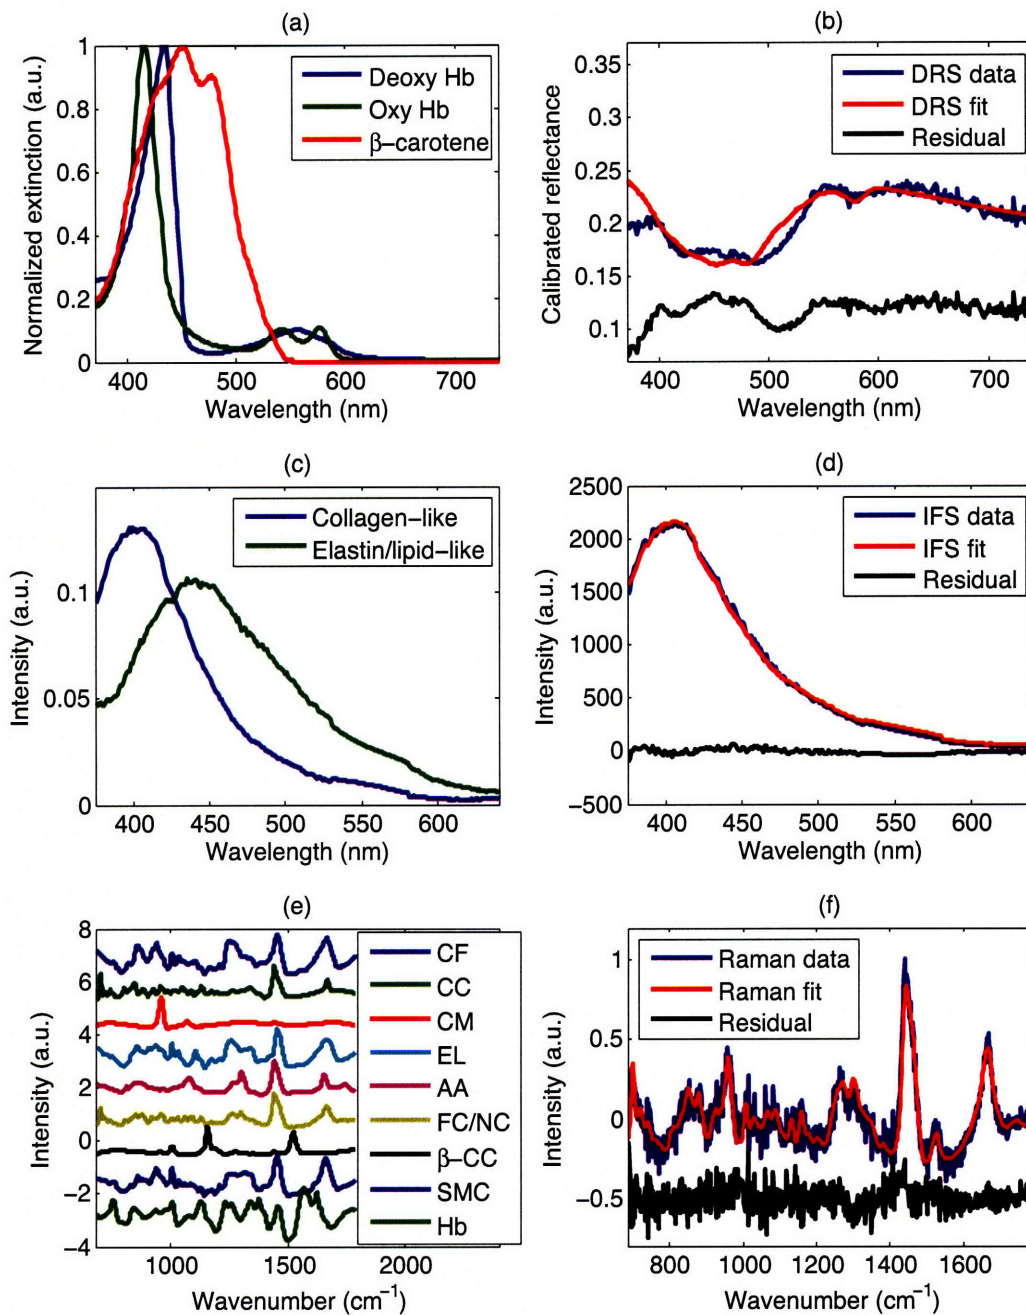 (a)
Normalized extinction (a.u.)
1
0.8
0.6
0.4
0.2
0
Deoxy Hb
Oxy Hb
β−carotene
400 500 600 700
Wavelength (nm)
(b)
Calibrated reflectance
0.35
0.3
0.25
0.2
0.15
0.1
DRS data
DRS fit
Residual
400 500 600 700
Wavelength (nm)
(c)
Intensity (a.u.)
0.1
0.05
0
Collagen−like
Elastin/lipid−like
400 450 500 550 600
Wavelength (nm)
(d)
Intensity (a.u.)
2500
2000
1500
1000
500
0
−500
IFS data
IFS fit
Residual
400 450 500 550 600
Wavelength (nm)
(e)
Intensity (a.u.)
8
6
4
2
0
−2
−4
CF
CC
CM
EL
AA
FC/NC
β−CC
SMC
Hb
1000 1500 2000
Wavenumber (cm⁻¹)
(f)
Intensity (a.u.)
1
0.5
0
−0.5
Raman data
Raman fit
Residual
800 1000 1200 1400 1600
Wavenumber (cm⁻¹)